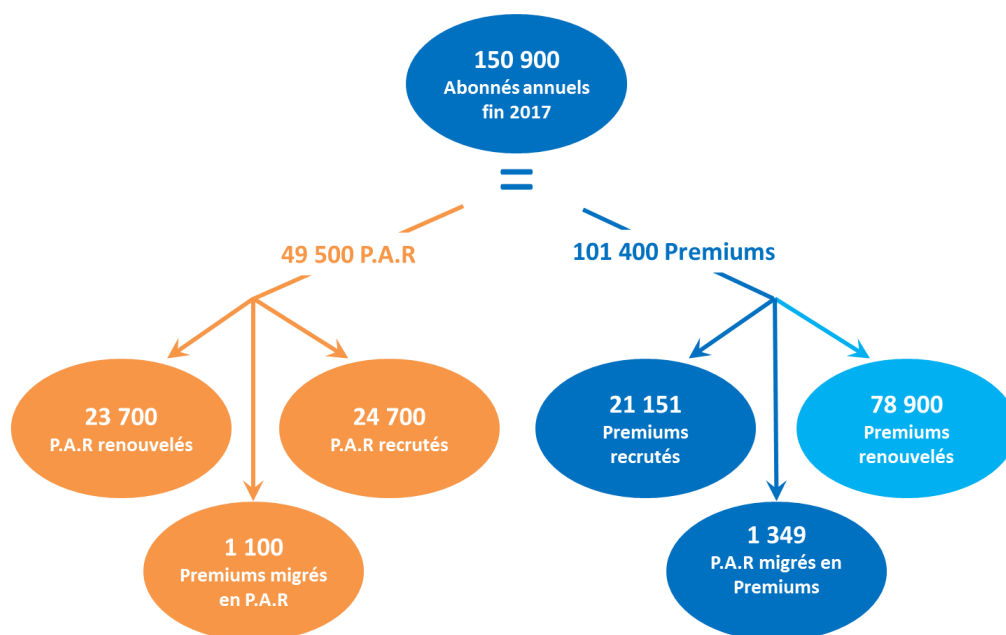 150 900
Abonnés annuels
fin 2017
=
49 500 P.A.R
101 400 Premiums
23 700
P.A.R renouvelés
24 700
P.A.R recrutés
21 151
Premiums
recrutés
78 900
Premiums
renouvelés
1 100
Premiums migrés
en P.A.R
1 349
P.A.R migrés en
Premiums